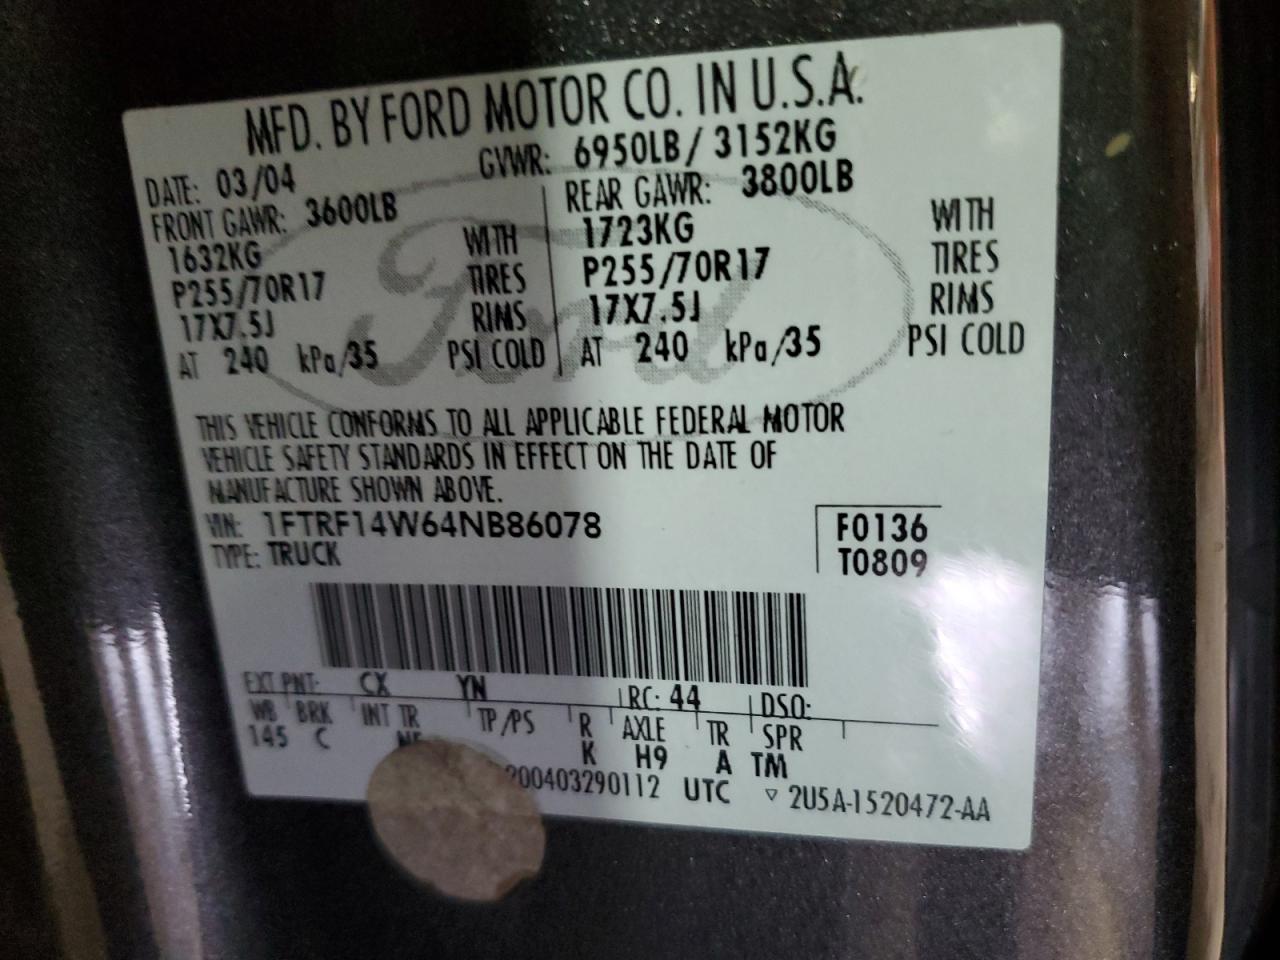 MFD. BY FORD MOTOR CO. IN U.S.A.
DATE: 03/04 GVWR: 6950LB / 3152KG
FRONT GAWR: 3600LB REAR GAWR: 3800LB
1632KG WITH 1723KG WITH
P255/70R17 TIRES P255/70R17 TIRES
17X7.5J RIMS 17X7.5J RIMS
AT 240 kPa/35 PSI COLD AT 240 kPa/35 PSI COLD
Ford
THIS VEHICLE CONFORMS TO ALL APPLICABLE FEDERAL MOTOR
VEHICLE SAFETY STANDARDS IN EFFECT ON THE DATE OF
MANUFACTURE SHOWN ABOVE.
VIN: 1FTRF14W64NB86078 F0136
TYPE: TRUCK T0809
EXT PNT: CX YN RC: 44 DSO:
WB BRK INT TR TP/PS R AXLE TR SPR
145 C K H9 A TM
200403290112 UTC ▽ 2U5A-1520472-AA